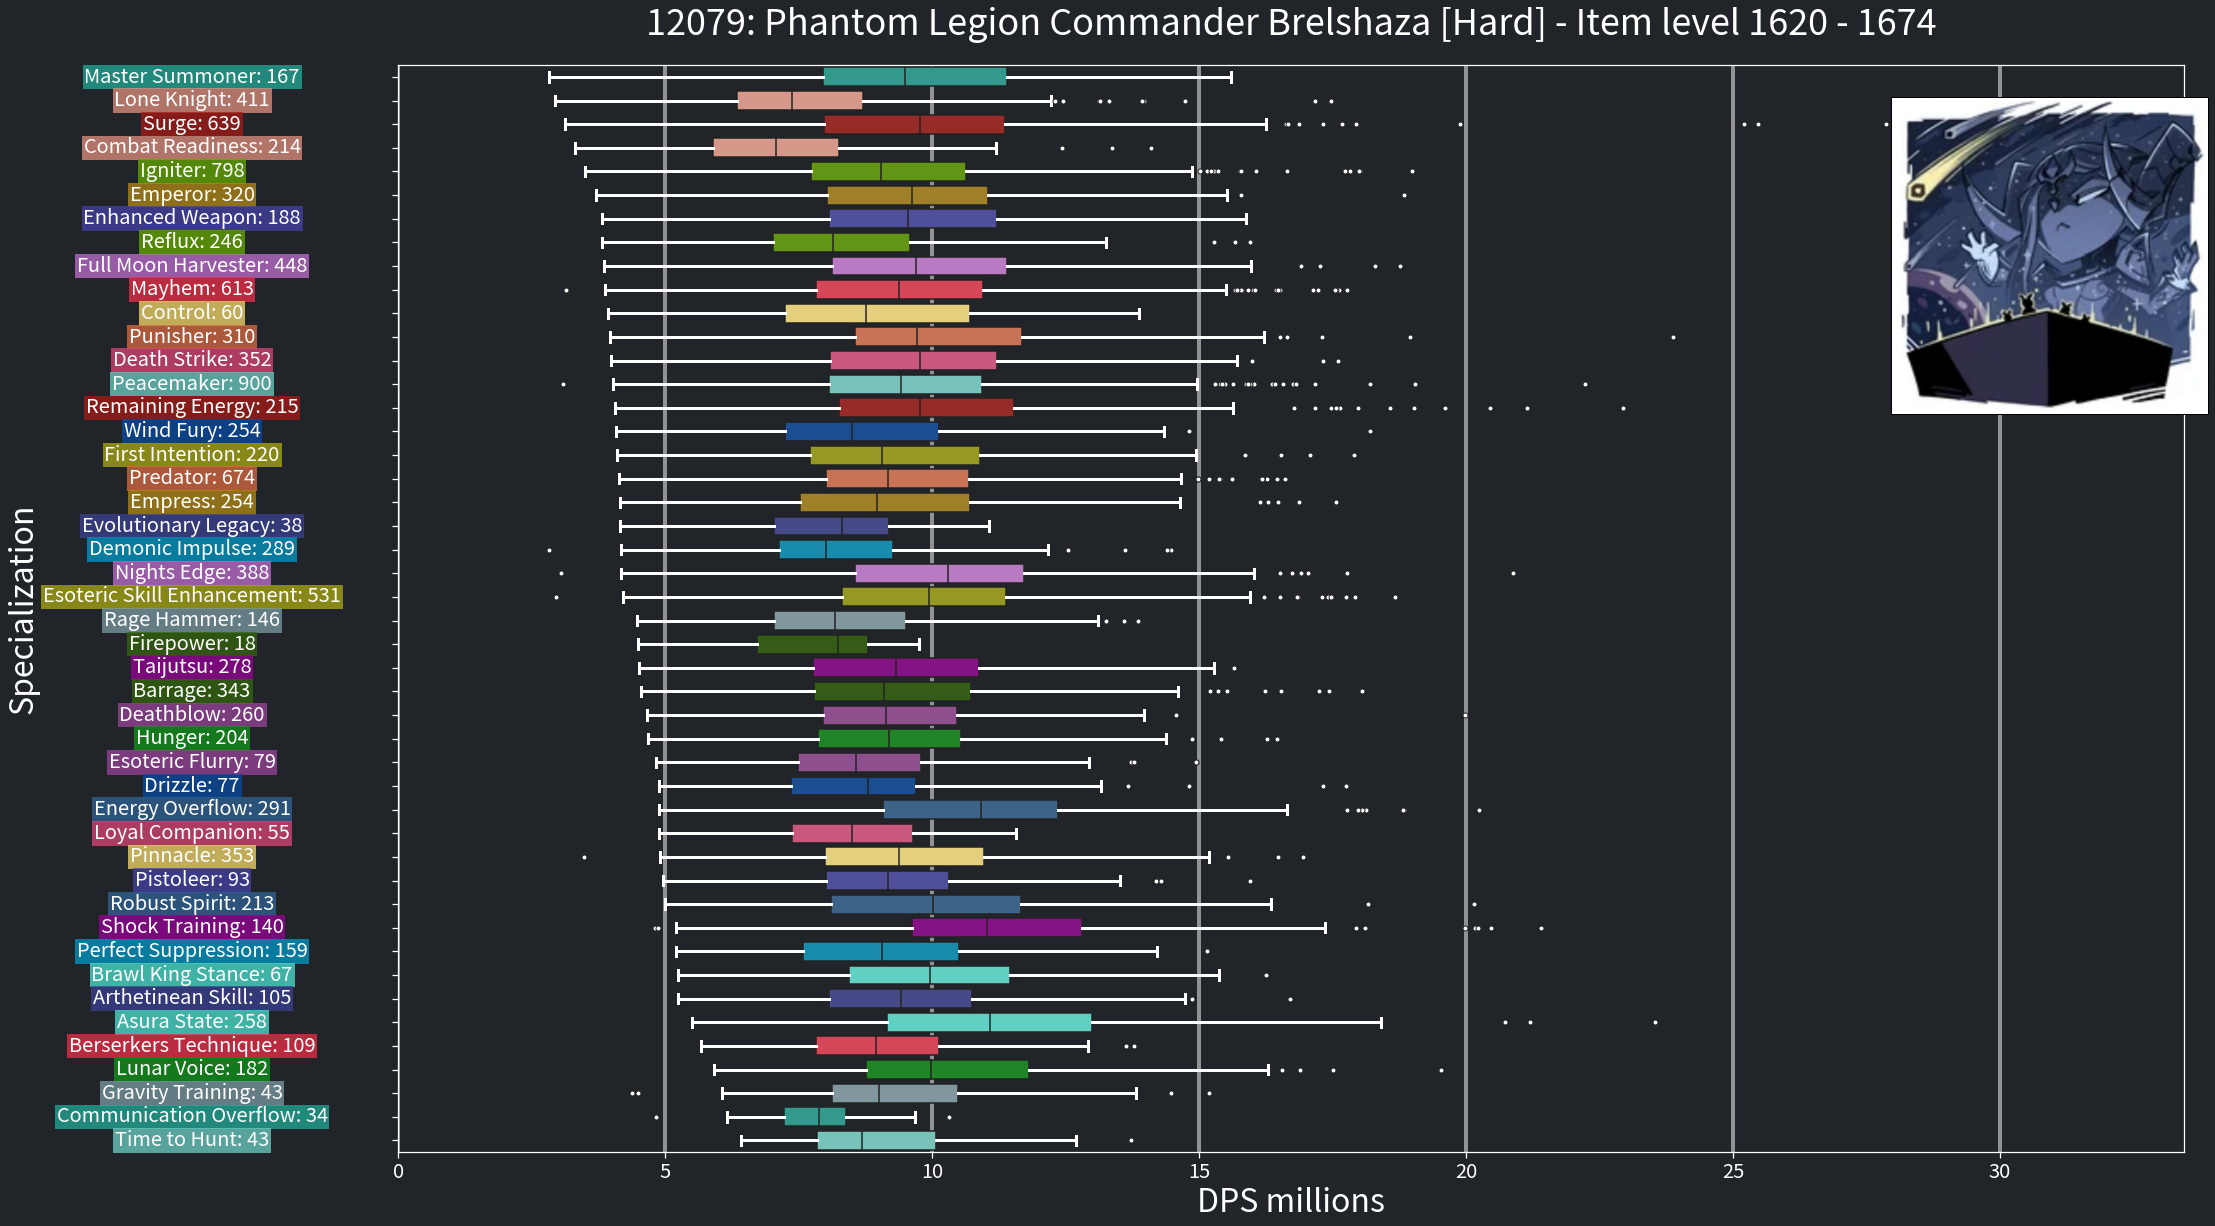 12079: Phantom Legion Commander Brelshaza [Hard] - Item level 1620 - 1674
Master Summoner: 167
Lone Knight: 411
Surge: 639
Combat Readiness: 214
Igniter: 798
Emperor: 320
Enhanced Weapon: 188
Reflux: 246
Full Moon Harvester: 448
Mayhem: 613
Control: 60
Punisher: 310
Death Strike: 352
Peacemaker: 900
Remaining Energy: 215
Wind Fury: 254
First Intention: 220
Predator: 674
Empress: 254
Evolutionary Legacy: 38
Demonic Impulse: 289
Nights Edge: 388
Esoteric Skill Enhancement: 531
Rage Hammer: 146
Firepower: 18
Taijutsu: 278
Barrage: 343
Deathblow: 260
Hunger: 204
Esoteric Flurry: 79
Drizzle: 77
Energy Overflow: 291
Loyal Companion: 55
Pinnacle: 353
Pistoleer: 93
Robust Spirit: 213
Shock Training: 140
Perfect Suppression: 159
Brawl King Stance: 67
Arthetinean Skill: 105
Asura State: 258
Berserkers Technique: 109
Lunar Voice: 182
Gravity Training: 43
Communication Overflow: 34
Time to Hunt: 43
Specialization
0 5 10 15 20 25 30
DPS millions